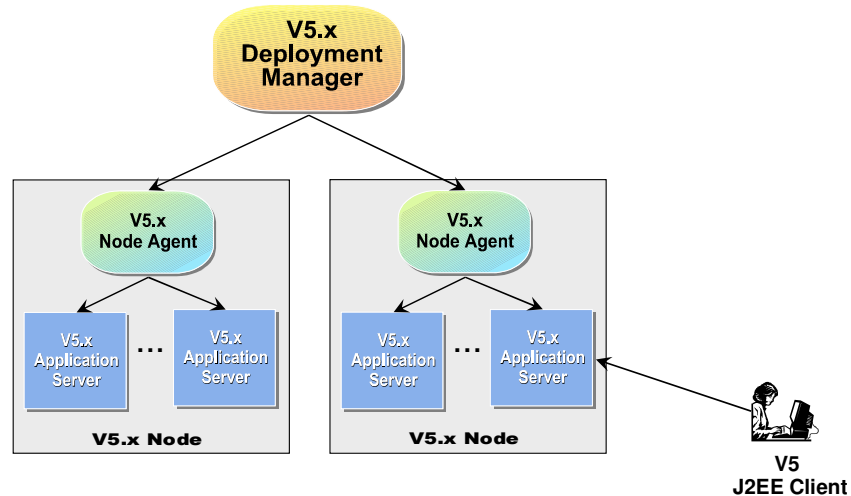 V5.x
Deployment
Manager
V5.x
Node Agent
V5.x
Node Agent
V5.x
Application
Server
...
V5.x
Application
Server
V5.x
Application
Server
...
V5.x
Application
Server
V5.x Node
V5.x Node
V5
J2EE Client